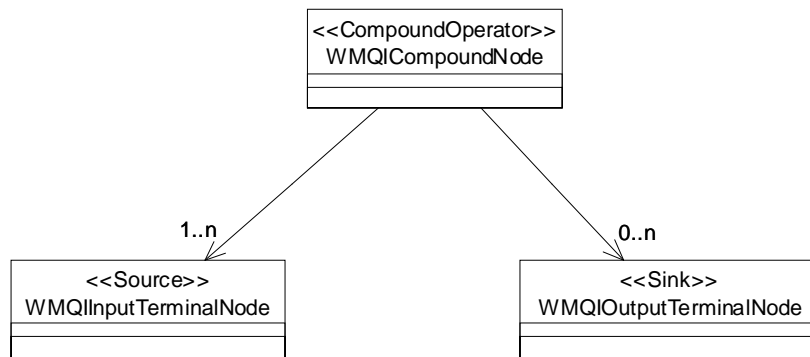 <<CompoundOperator>>
WMQICompoundNode
1..n
0..n
<<Source>>
WMQIInputTerminalNode
<<Sink>>
WMQIOutputTerminalNode